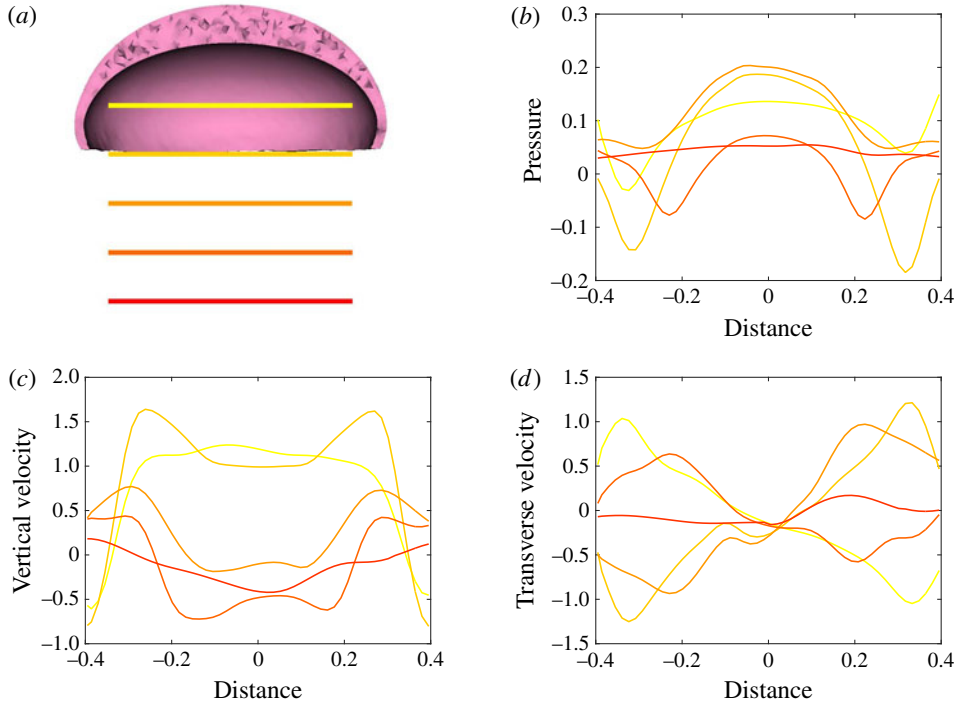 (a)
(b)
0.3
0.2
0.1
0
−0.1
−0.2
Pressure
−0.4 −0.2 0 0.2 0.4
Distance
(c)
2.0
1.5
1.0
0.5
0
−0.5
−1.0
Vertical velocity
−0.4 −0.2 0 0.2 0.4
Distance
(d)
1.5
1.0
0.5
0
−0.5
−1.0
−1.5
Transverse velocity
−0.4 −0.2 0 0.2 0.4
Distance